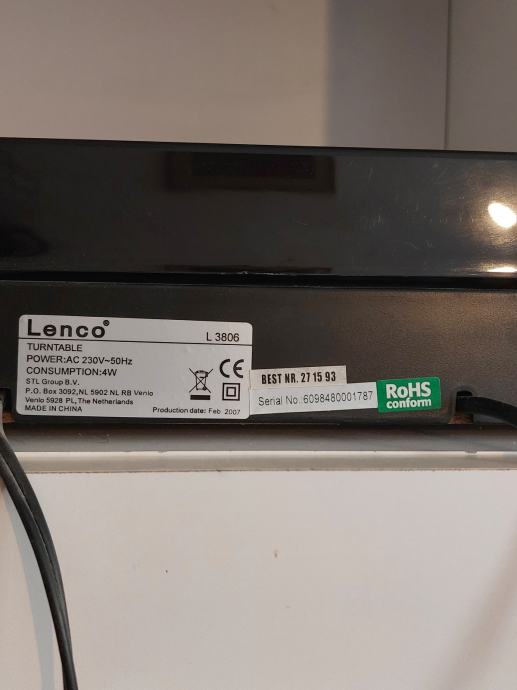 Lenco®
L 3806
TURNTABLE
POWER:AC 230V~50Hz
CONSUMPTION:4W
STL Group B.V.
P.O. Box 3092,NL 5902 NL RB Venlo
Venlo 5928 PL,The Netherlands
MADE IN CHINA
Production date: Feb 2007
CE
BEST NR. 27 15 93
Serial No.:6098480001787
RoHS
conform